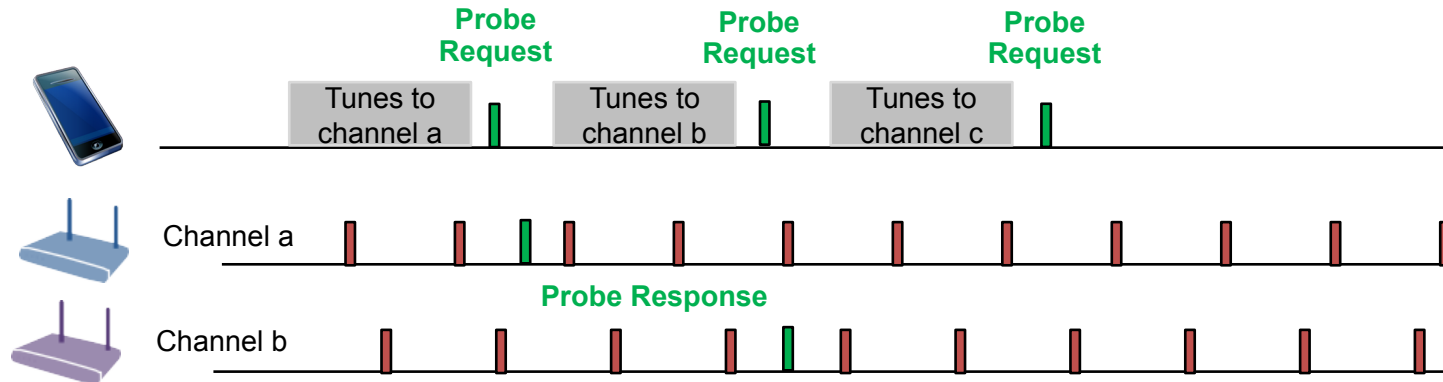 Probe
Request
Probe
Request
Probe
Request
Tunes to
channel a
Tunes to
channel b
Tunes to
channel c
Channel a
Probe Response
Channel b